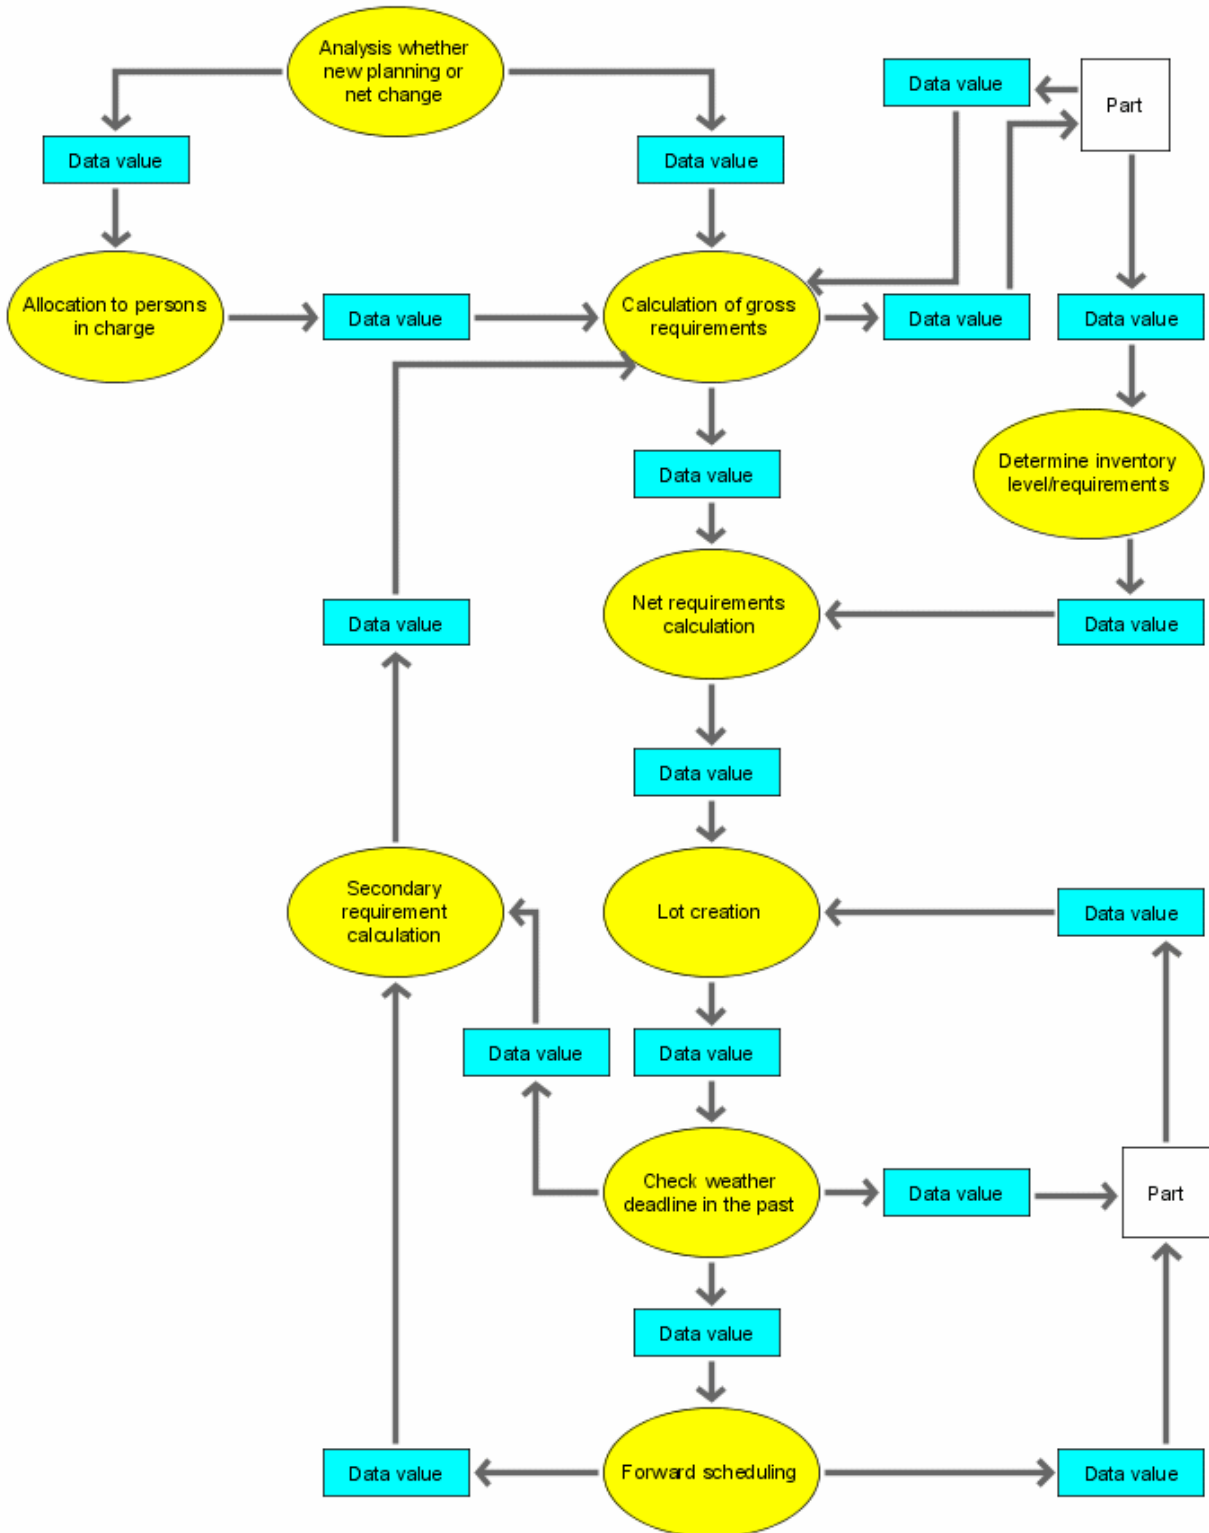 Analysis whether
new planning or
net change
Data value
Part
Data value
Data value
Allocation to persons
in charge
Data value
Calculation of gross
requirements
Data value
Data value
Data value
Determine inventory
level/requirements
Data value
Net requirements
calculation
Data value
Data value
Secondary
requirement
calculation
Lot creation
Data value
Data value
Data value
Check weather
deadline in the past
Data value
Part
Data value
Data value
Forward scheduling
Data value